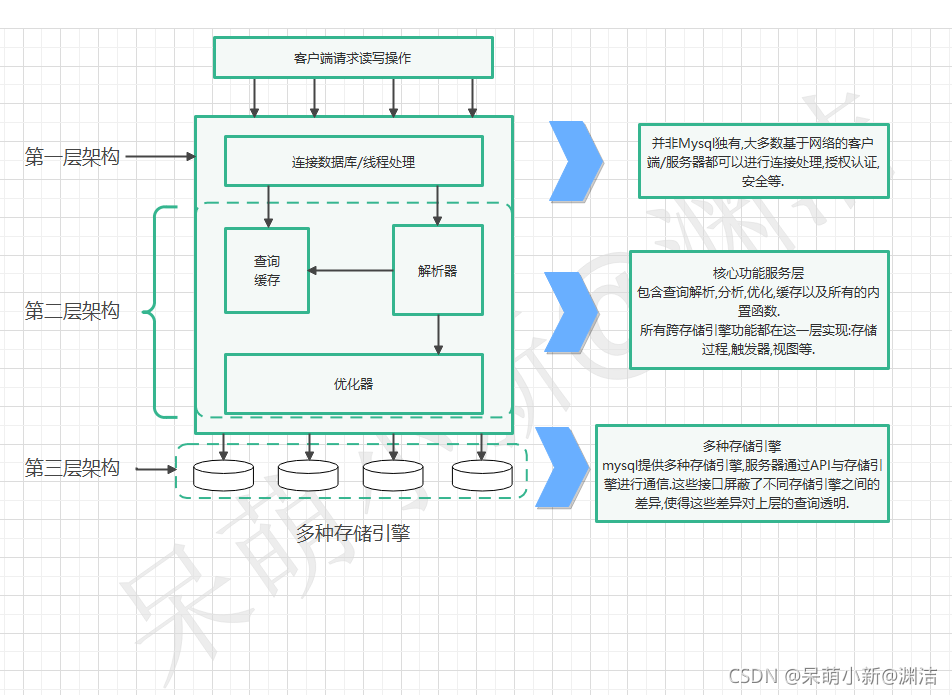 客户端请求读写操作
第一层架构
连接数据库/线程处理
并非Mysql独有,大多数基于网络的客户
端/服务器都可以进行连接处理,授权认证,
安全等.
第二层架构
查询
缓存
解析器
优化器
核心功能服务层
包含查询解析,分析,优化,缓存以及所有的内
置函数.
所有跨存储引擎功能都在这一层实现:存储
过程,触发器,视图等.
第三层架构
多种存储引擎
多种存储引擎
mysql提供多种存储引擎,服务器通过API与存储引
擎进行通信,这些接口屏蔽了不同存储引擎之间的
差异,使得这些差异对上层的查询透明.
呆萌小新@渊洁
CSDN @呆萌小新@渊洁